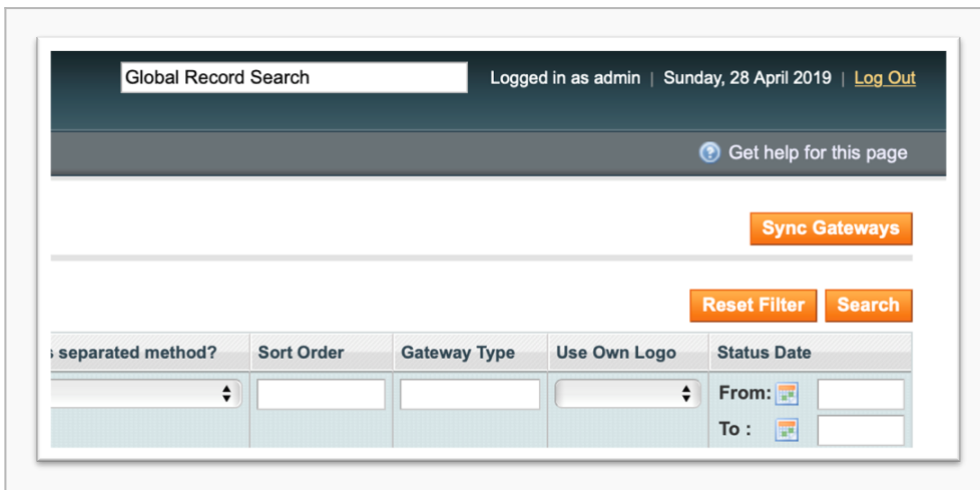 Global Record Search Logged in as admin | Sunday, 28 April 2019 | Log Out
Get help for this page
Sync Gateways
Reset Filter Search
separated method? Sort Order Gateway Type Use Own Logo Status Date
From:
To :